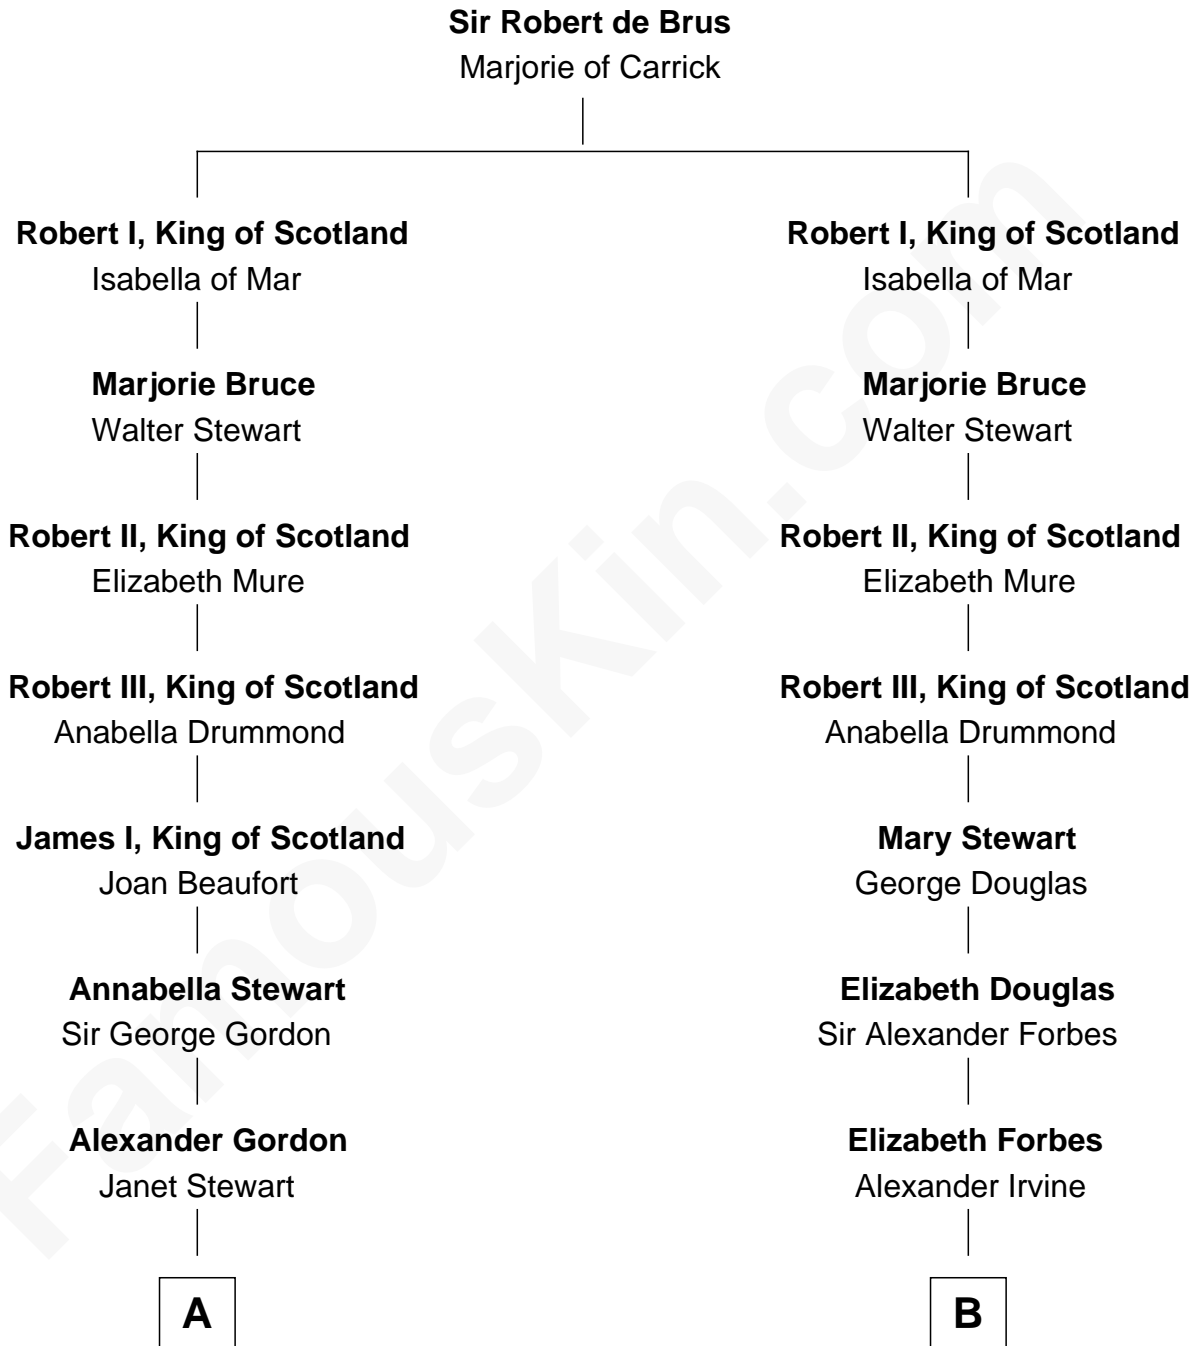 Sir Robert de Brus
Marjorie of Carrick
Robert I, King of Scotland
Isabella of Mar
Marjorie Bruce
Walter Stewart
Robert II, King of Scotland
Elizabeth Mure
Robert III, King of Scotland
Anabella Drummond
James I, King of Scotland
Joan Beaufort
Annabella Stewart
Sir George Gordon
Alexander Gordon
Janet Stewart
A
Robert I, King of Scotland
Isabella of Mar
Marjorie Bruce
Walter Stewart
Robert II, King of Scotland
Elizabeth Mure
Robert III, King of Scotland
Anabella Drummond
Mary Stewart
George Douglas
Elizabeth Douglas
Sir Alexander Forbes
Elizabeth Forbes
Alexander Irvine
B
FamousKin.com